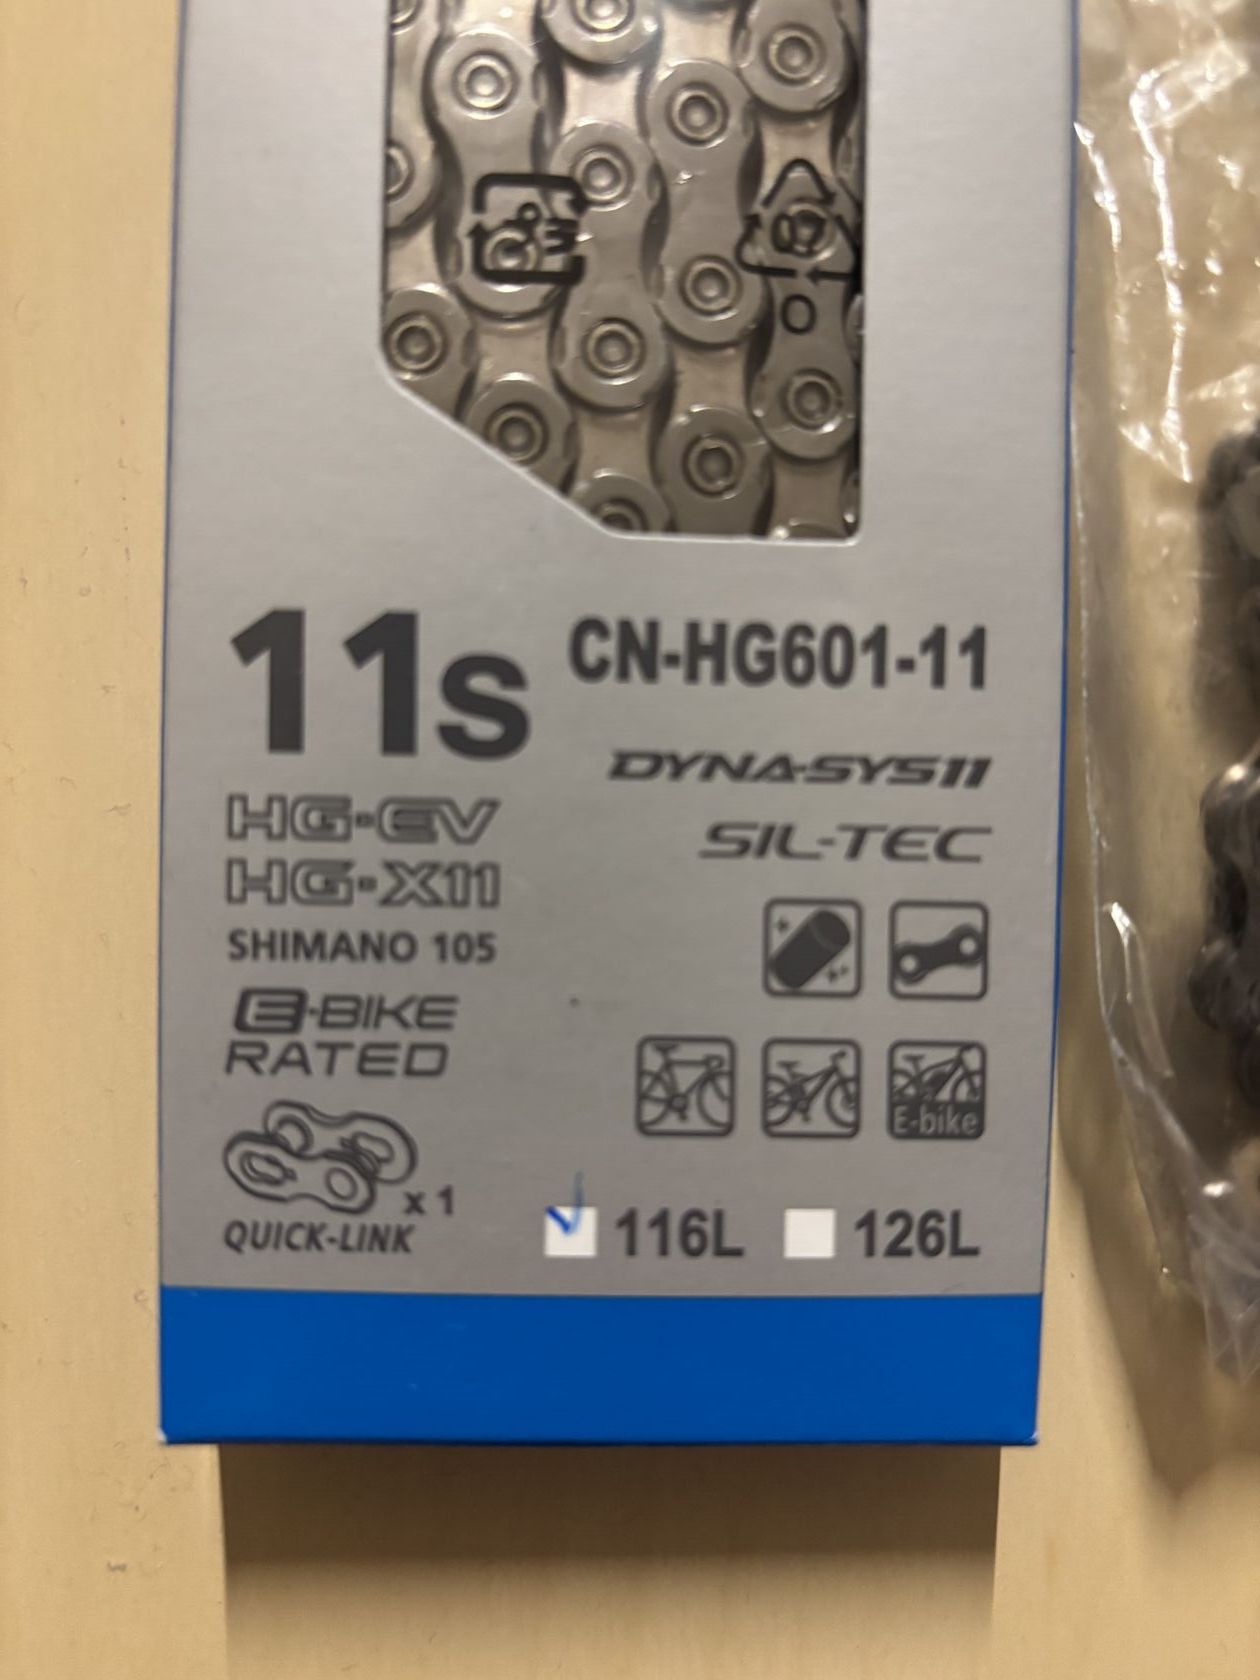 07
O
11s
CN-HG601-11
DYNA-SYS11
SIL-TEC
HG-EV
HG-X11
SHIMANO 105
E-BIKE
RATED
E-bike
x 1
QUICK-LINK
116L
126L